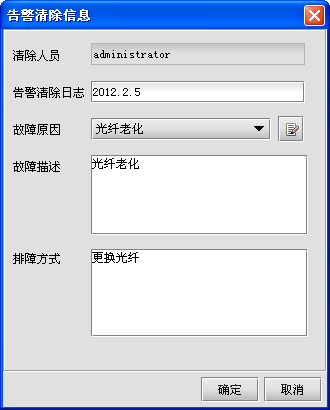 告警清除信息
清除人员 administrator
告警清除日志 2012.2.5
故障原因 光纤老化
故障描述 光纤老化
排障方式 更换光纤
确定 取消